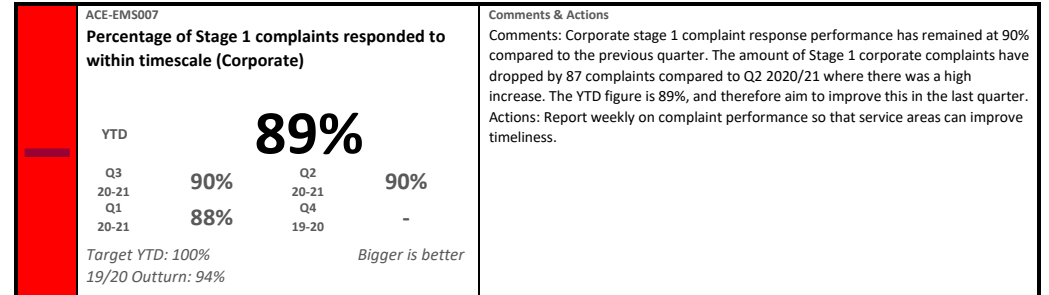 ACE-EMS007
Percentage of Stage 1 complaints responded to
within timescale (Corporate)
YTD 89%
Q3 20-21 90% Q2 20-21 90%
Q1 20-21 88% Q4 19-20 -
Target YTD: 100% Bigger is better
19/20 Outturn: 94%
Comments & Actions
Comments: Corporate stage 1 complaint response performance has remained at 90%
compared to the previous quarter. The amount of Stage 1 corporate complaints have
dropped by 87 complaints compared to Q2 2020/21 where there was a high
increase. The YTD figure is 89%, and therefore aim to improve this in the last quarter.
Actions: Report weekly on complaint performance so that service areas can improve
timeliness.